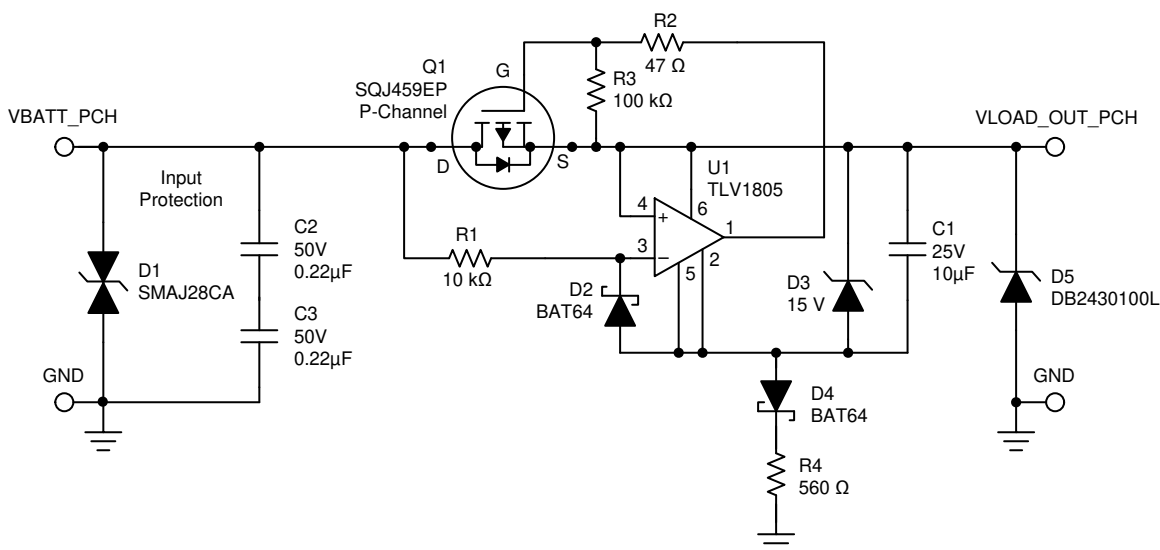 R2
47 Ω
Q1
SQJ459EP
P-Channel
G
R3
100 kΩ
VBATT_PCH
VLOAD_OUT_PCH
D
S
Input
Protection
U1
TLV1805
4
6
+
1
3
−
2
5
R1
10 kΩ
C2
50V
0.22µF
C1
25V
10µF
D1
SMAJ28CA
D2
BAT64
D3
15 V
D5
DB2430100L
C3
50V
0.22µF
GND
GND
D4
BAT64
R4
560 Ω